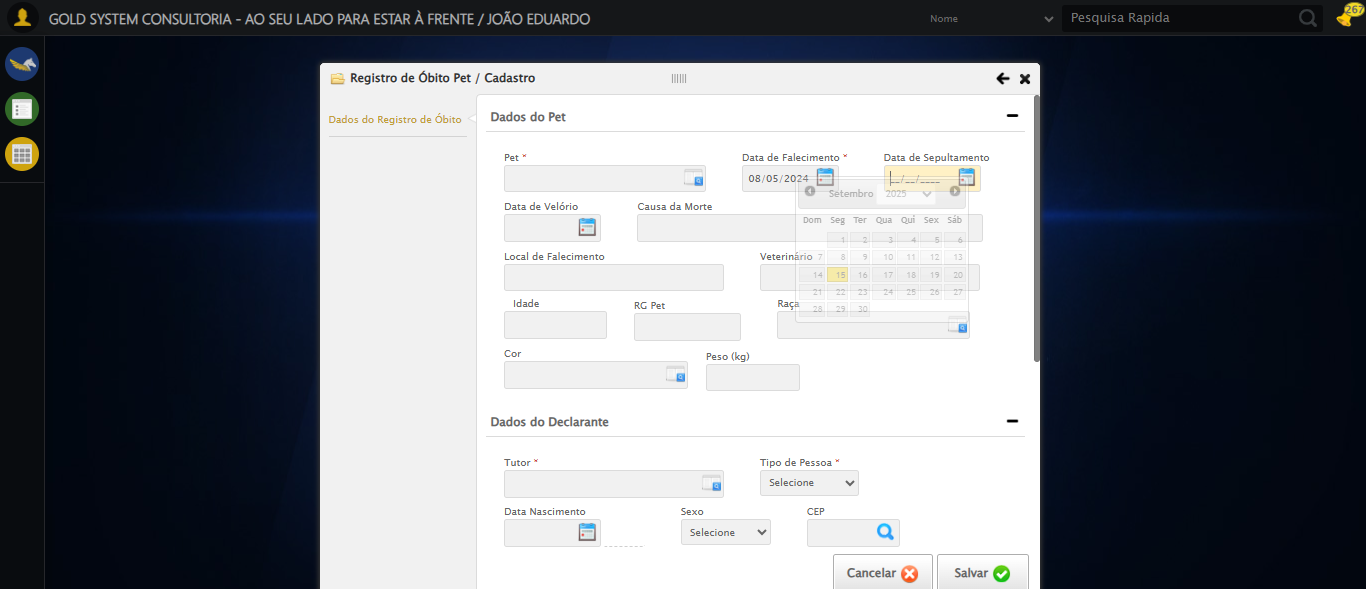 GOLD SYSTEM CONSULTORIA - AO SEU LADO PARA ESTAR À FRENTE / JOÃO EDUARDO
Nome
Pesquisa Rapida
267
Registro de Óbito Pet / Cadastro
Dados do Registro de Óbito
Dados do Pet
Pet *
Data de Falecimento *
Data de Sepultamento
08/05/2024
__/__/____
Setembro 2025
Data de Velório
Causa da Morte
Dom Seg Ter Qua Qui Sex Sáb
1 2 3 4 5 6
Local de Falecimento
Veterinário
7 8 9 10 11 12 13
14 15 16 17 18 19 20
21 22 23 24 25 26 27
Idade
RG Pet
Raça
28 29 30
Cor
Peso (kg)
Dados do Declarante
Tutor *
Tipo de Pessoa *
Selecione
Data Nascimento
Sexo
CEP
Selecione
Cancelar
Salvar